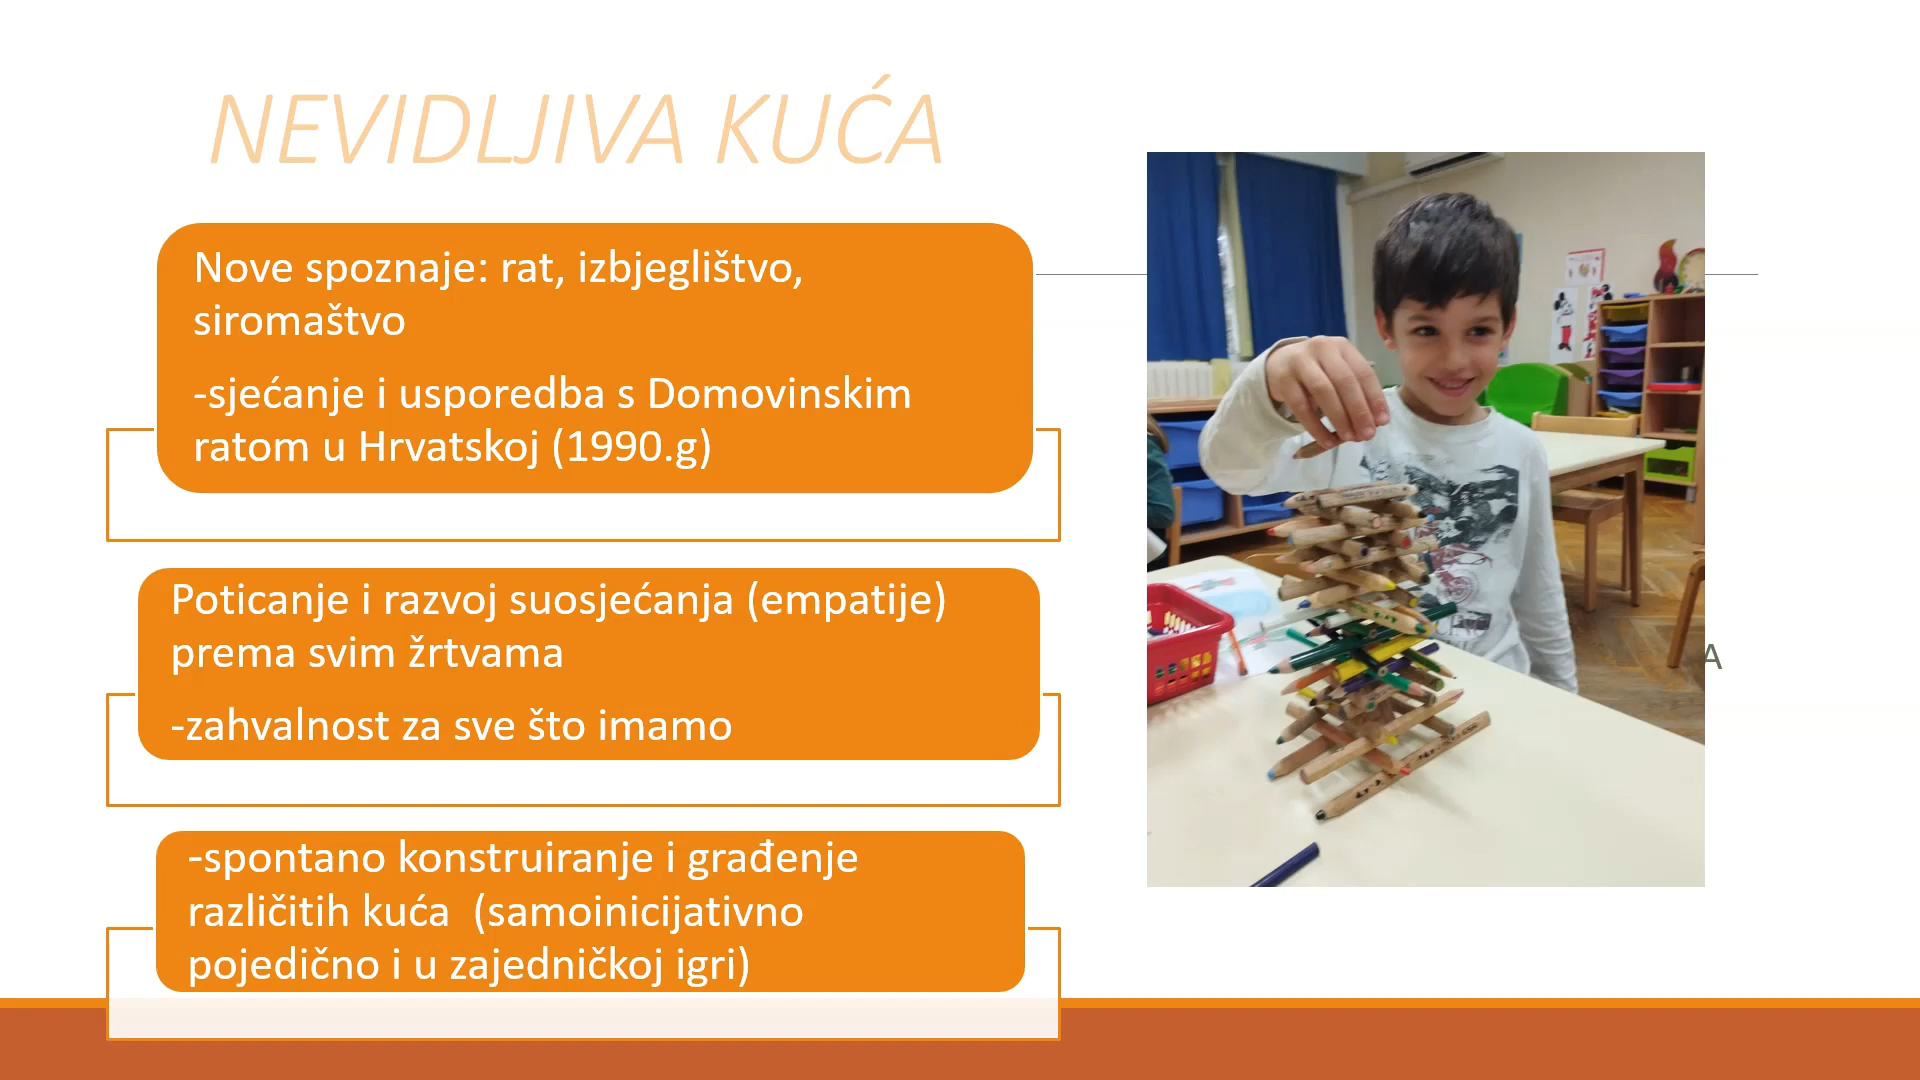 NEVIDLJIVA KUĆA
Nove spoznaje: rat, izbjeglištvo,
siromaštvo
-sjećanje i usporedba s Domovinskim
ratom u Hrvatskoj (1990.g)
Poticanje i razvoj suosjećanja (empatije)
prema svim žrtvama
-zahvalnost za sve što imamo
-spontano konstruiranje i građenje
različitih kuća  (samoinicijativno
pojedično i u zajedničkoj igri)
A